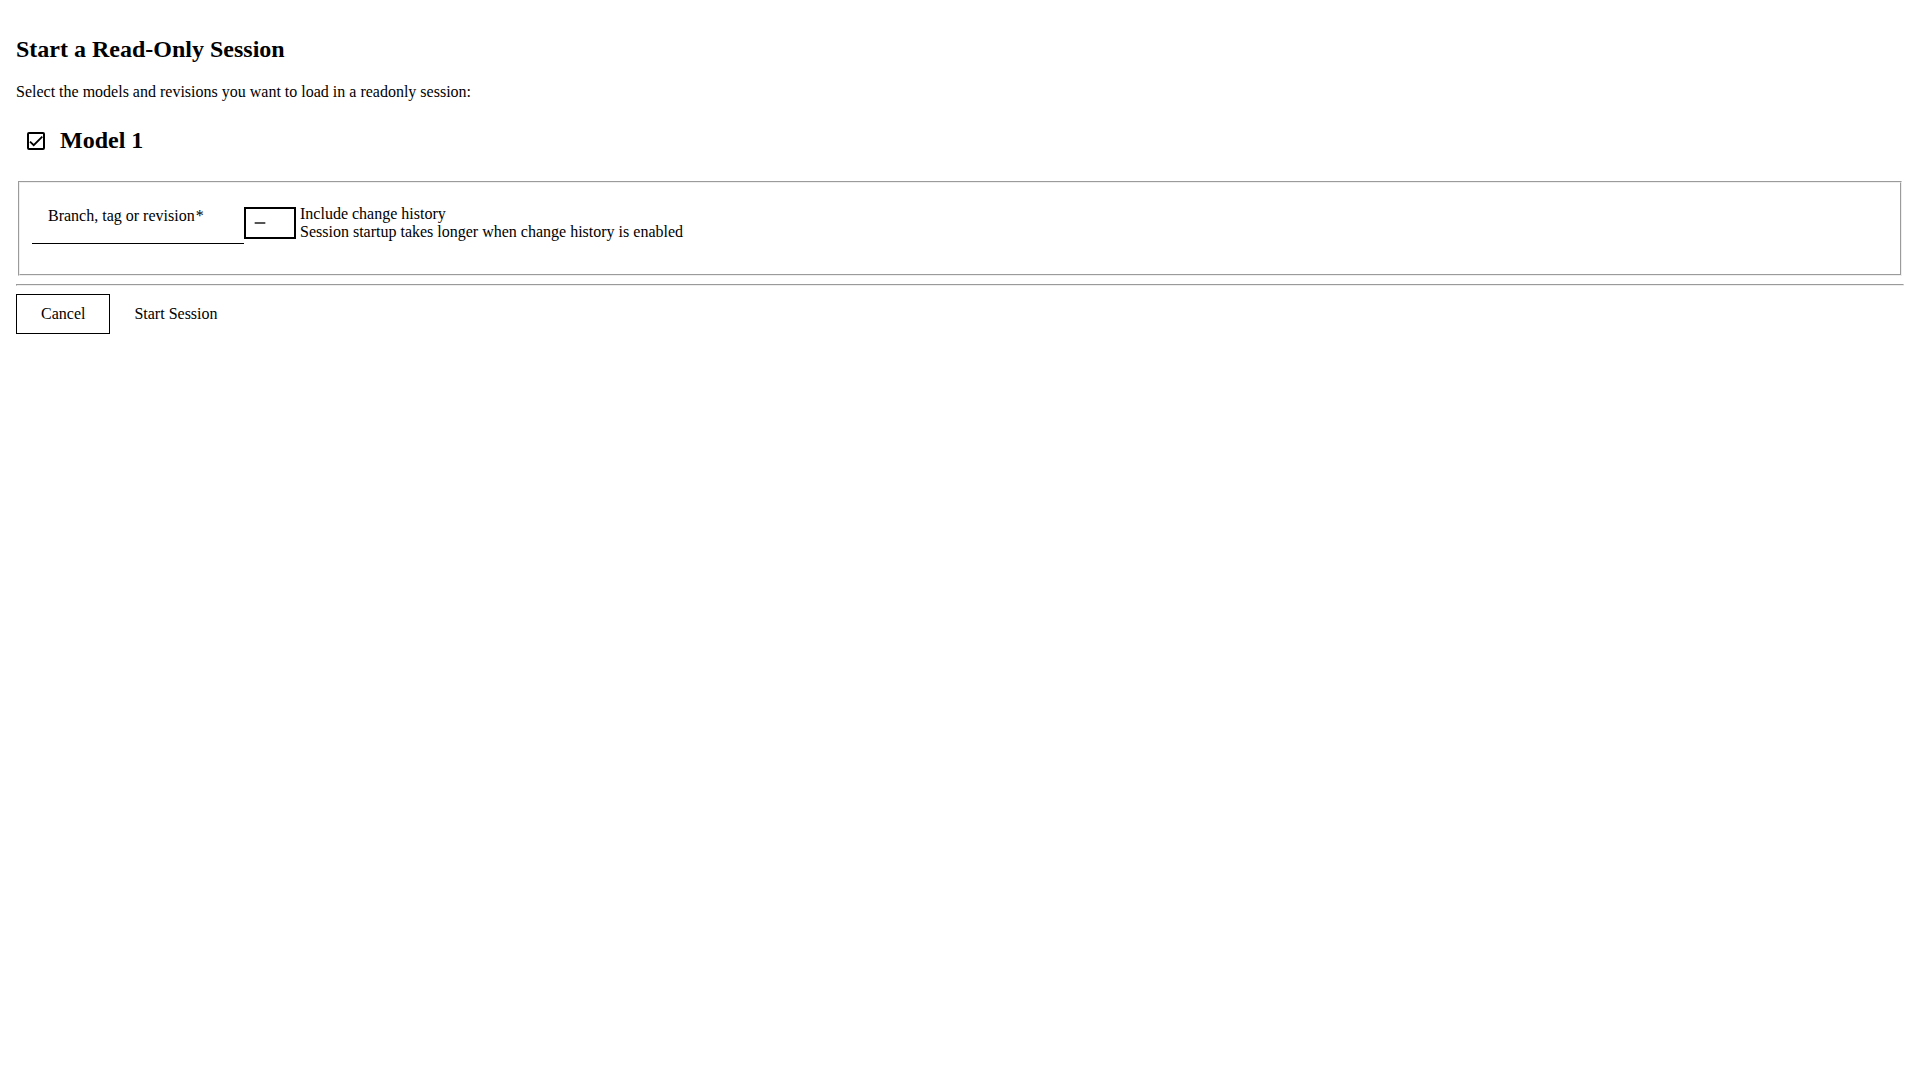 Start a Read-Only Session
Select the models and revisions you want to load in a readonly session:
Model 1
Branch, tag or revision*
Include change history
Session startup takes longer when change history is enabled
Cancel
Start Session